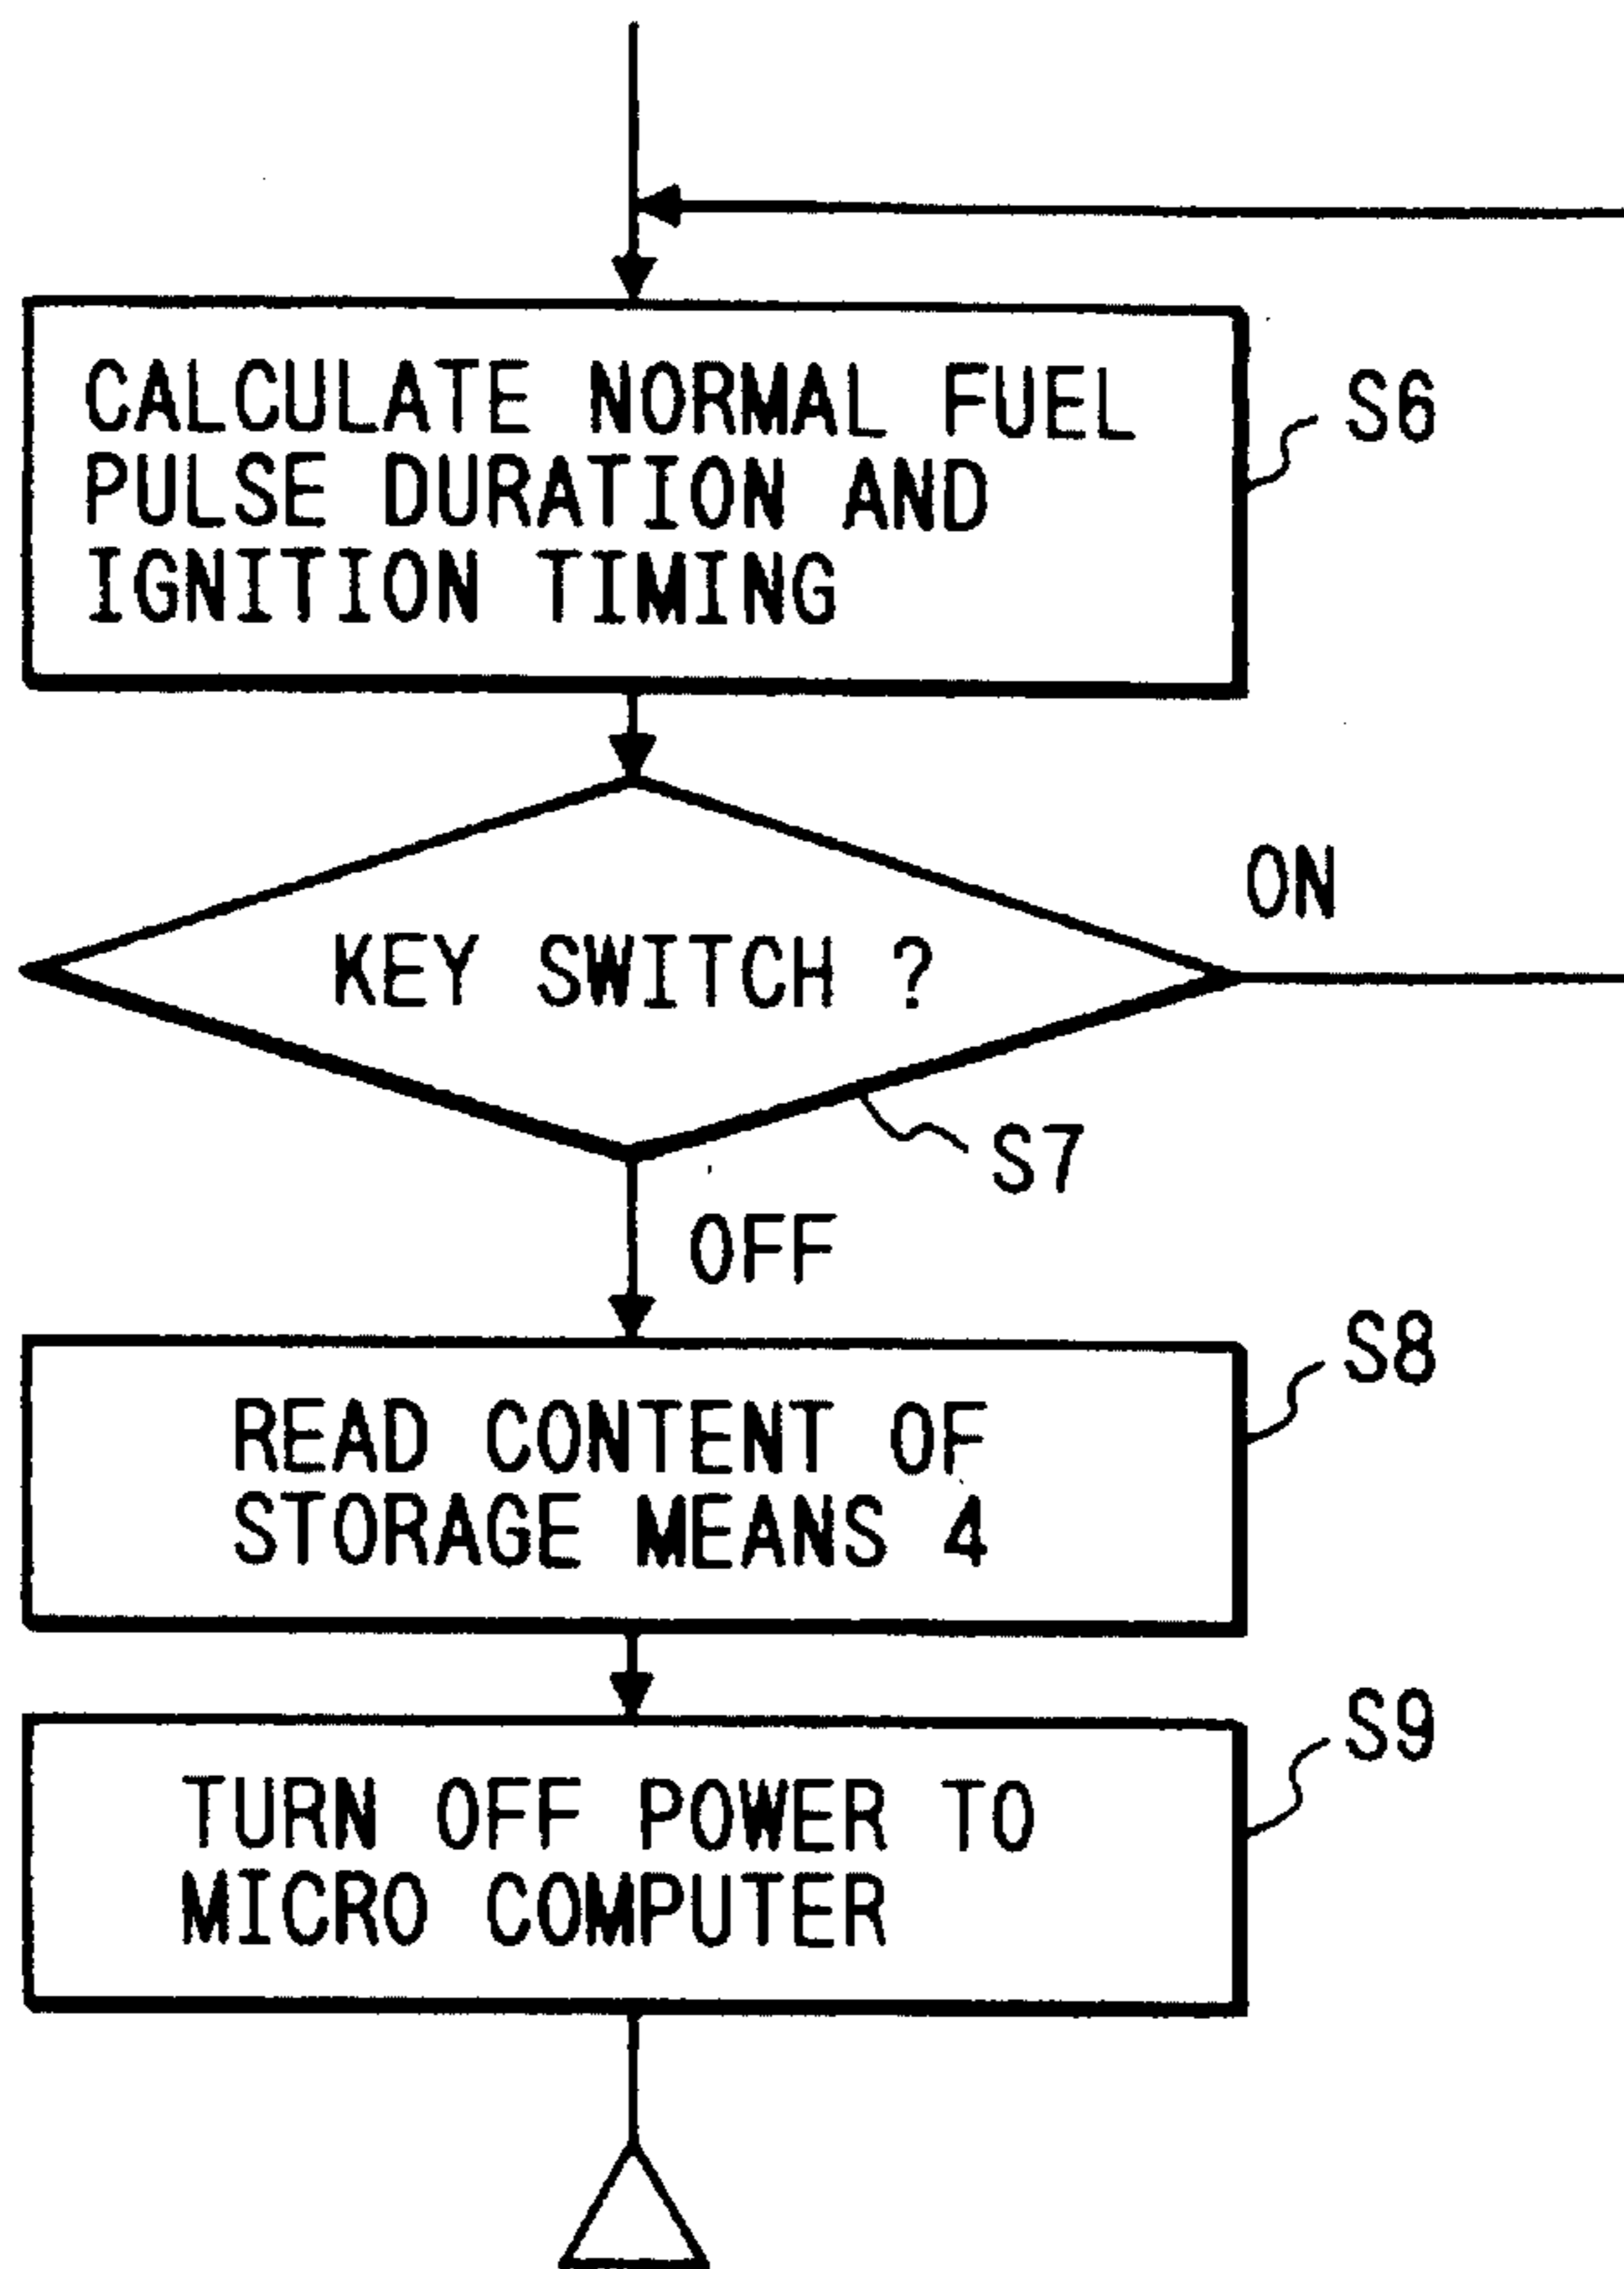 CALCULATE NORMAL FUEL
PULSE DURATION AND
IGNITION TIMING
S6
KEY SWITCH ?
ON
S7
OFF
READ CONTENT OF
STORAGE MEANS 4
S8
TURN OFF POWER TO
MICRO COMPUTER
S9